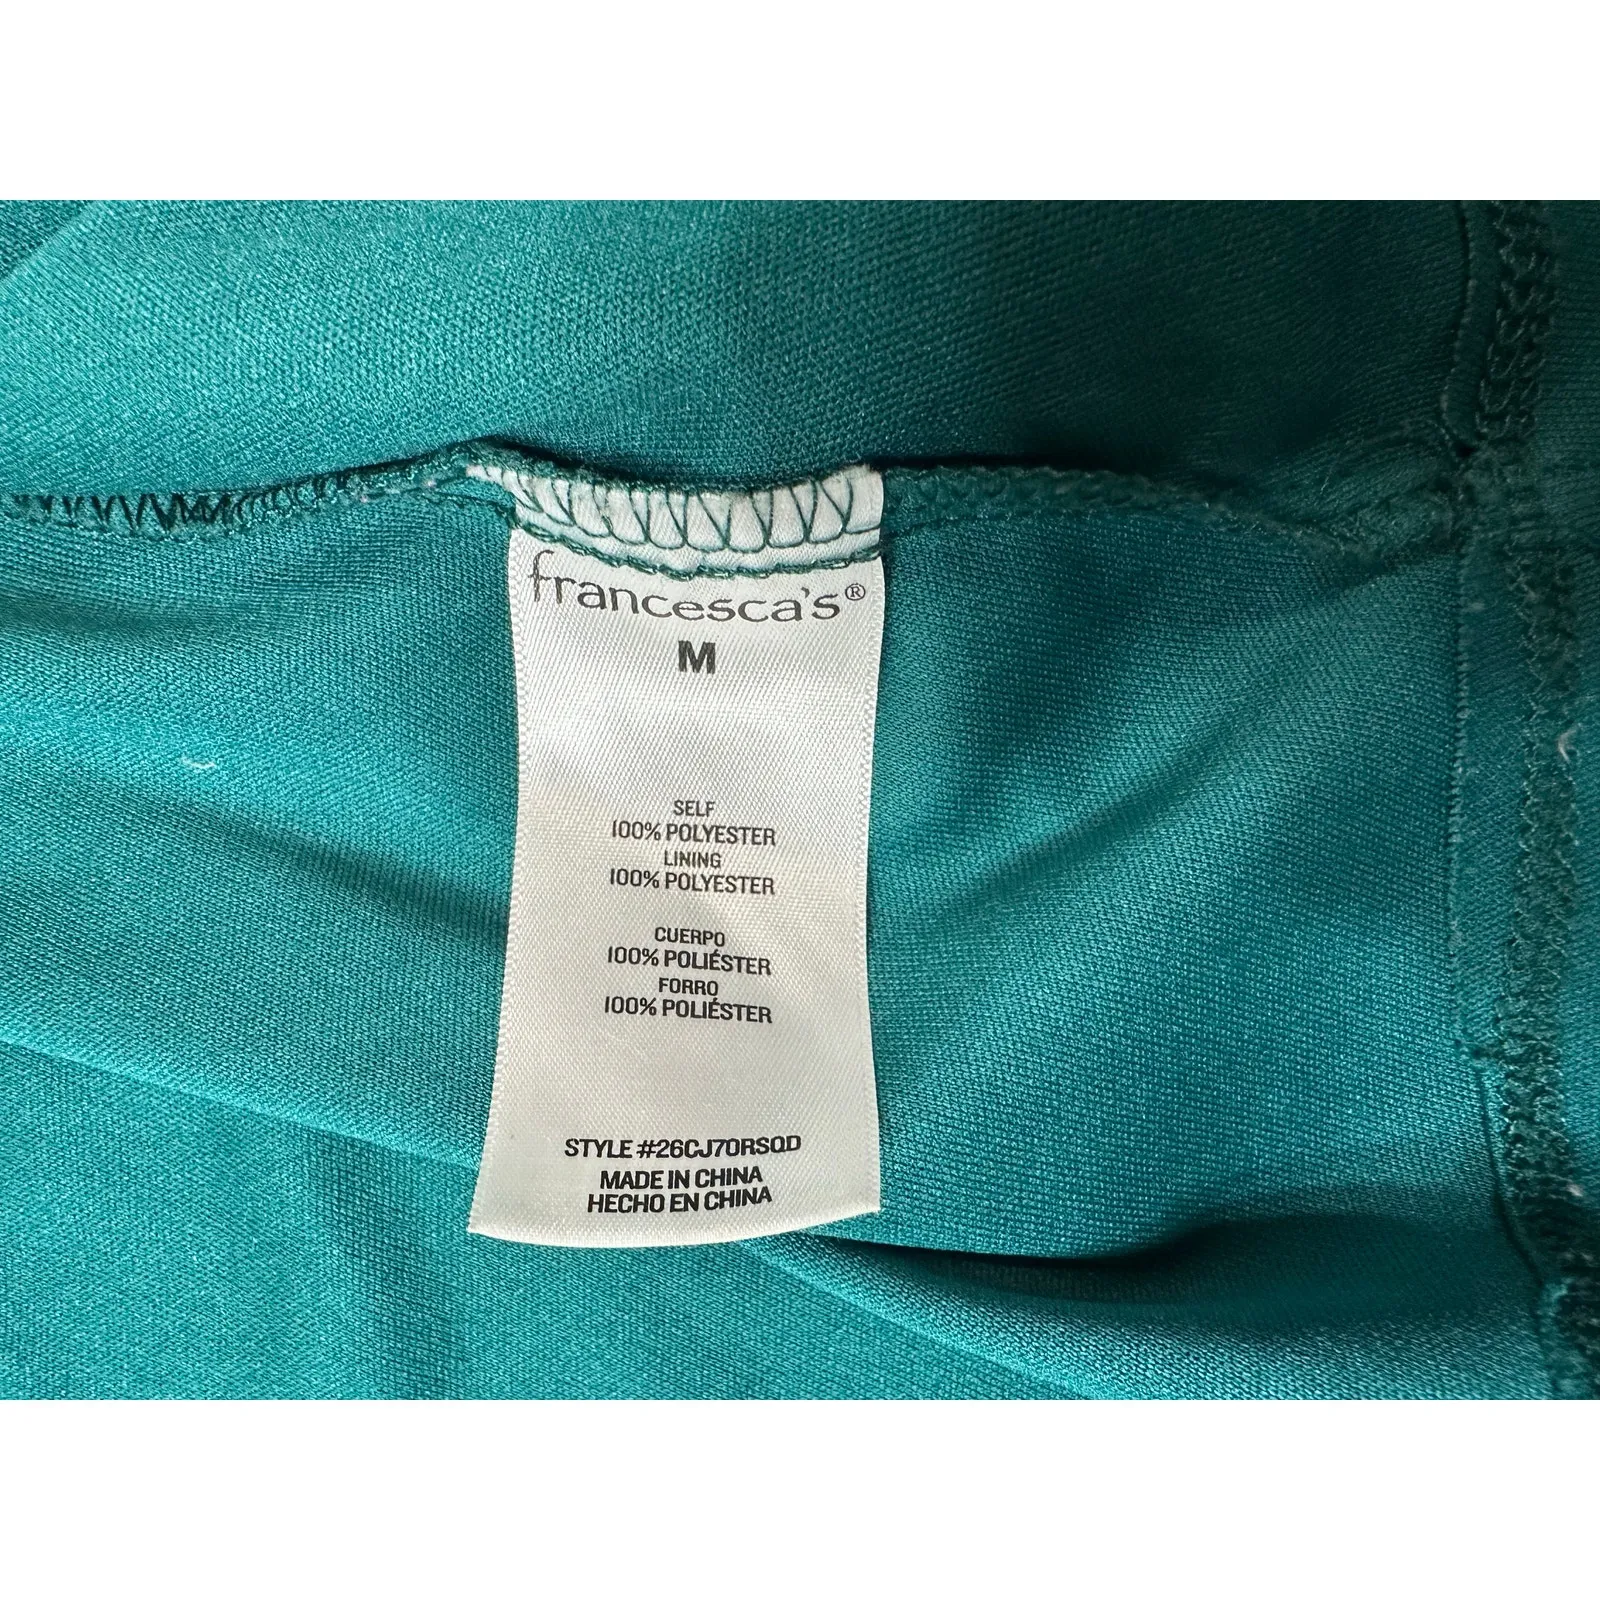 francesca's®
M
SELF
100% POLYESTER
LINING
100% POLYESTER
CUERPO
100% POLIÉSTER
FORRO
100% POLIÉSTER
STYLE #26CJ70RSQD
MADE IN CHINA
HECHO EN CHINA